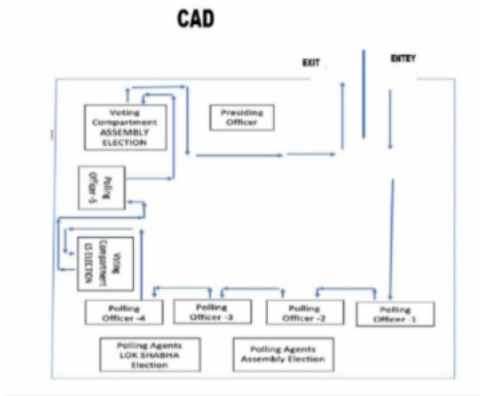 CAD
EXIT
ENTEY
Voting
Compartment
ASSEMBLY
ELECTION
Presiding
Officer
Polling
Officer -5
Voting
Compartment
LS ELECTION
Polling
Officer -4
Polling
Officer -3
Polling
Officer -2
Polling
Officer -1
Polling Agents
LOK SHABHA
Election
Polling Agents
Assembly Election